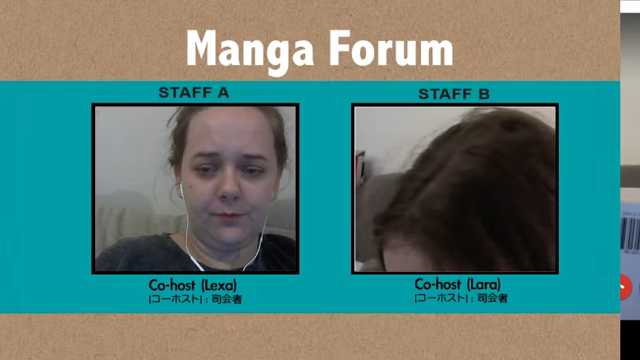 Manga Forum
STAFF A
STAFF B
Co-host (Lexa)
[コーホスト] : 司会者
Co-host (Lara)
[コーホスト] : 司会者